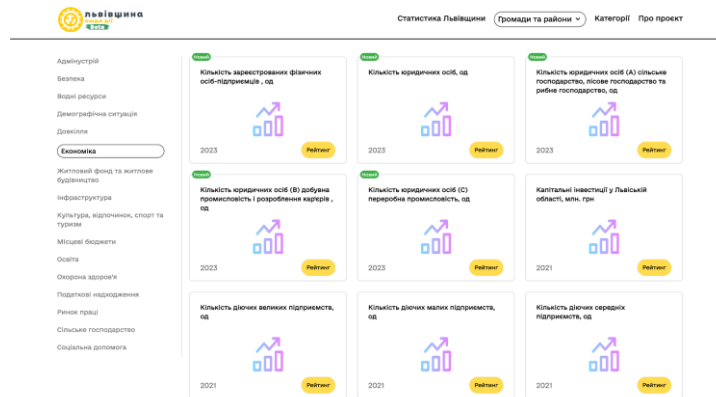 львівщина
Beta
Статистика Львівщини
Громади та райони
Категорії
Про проєкт
Адмінустрій
Безпека
Водні ресурси
Демографічна ситуація
Довкілля
Економіка
Житловий фонд та житлове
будівництво
Інфраструктура
Культура, відпочинок, спорт та
туризм
Місцеві бюджети
Освіта
Охорона здоров'я
Податкові надходження
Ринок праці
Сільське господарство
Соціальна допомога
Новий
Кількість зареєстрованих фізичних
осіб-підприємців , од
2023
Рейтинг
Новий
Кількість юридичних осіб, од
2023
Рейтинг
Новий
Кількість юридичних осіб (А) сільське
господарство, лісове господарство та
рибне господарство, од
2023
Рейтинг
Новий
Кількість юридичних осіб (В) добувна
промисловість і розроблення кар'єрів ,
од
2023
Рейтинг
Новий
Кількість юридичних осіб (С)
переробна промисловість, од
2023
Рейтинг
Капітальні інвестиції у Львіській
області, млн. грн
2021
Рейтинг
Кількість діючих великих підприємств,
од
2021
Рейтинг
Кількість діючих малих підприємств,
од
2021
Рейтинг
Кількість діючих середніх
підприємств, од
2021
Рейтинг